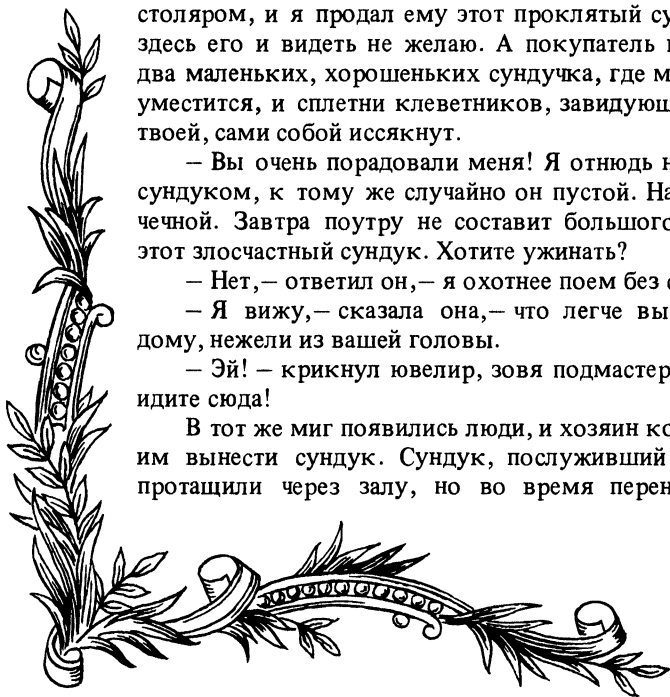 столяром, и я продал ему этот проклятый су
здесь его и видеть не желаю. А покупатель
два маленьких, хорошеньких сундучка, где м
уместится, и сплетни клеветников, завидующ
твоей, сами собой иссякнут.
— Вы очень порадовали меня! Я отнюдь н
сундуком, к тому же случайно он пустой. На
чечной. Завтра поутру не составит большого
этот злосчастный сундук. Хотите ужинать?
— Нет,— ответил он,— я охотнее поем без
— Я вижу,— сказала она,— что легче вы
дому, нежели из вашей головы.
— Эй! — крикнул ювелир, зовя подмастер
идите сюда!
В тот же миг появились люди, и хозяин ко
им вынести сундук. Сундук, послуживший
протащили через залу, но во время перен